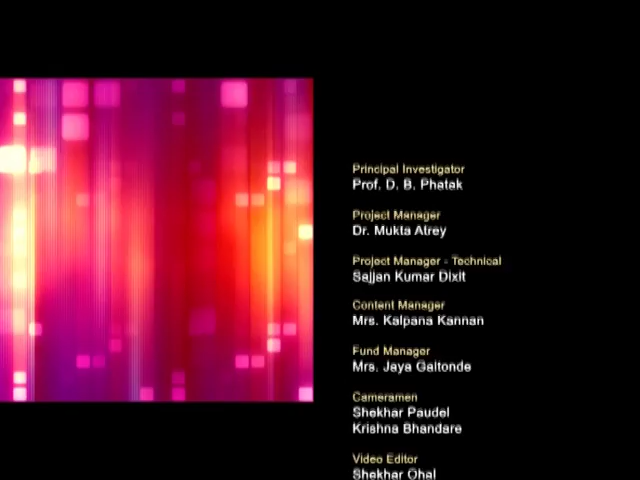 Principal Investigator
Prof. D. B. Phatak
Project Manager
Dr. Mukta Atrey
Project Manager - Technical
Sajjan Kumar Dixit
Content Manager
Mrs. Kalpana Kannan
Fund Manager
Mrs. Jaya Gaitonde
Cameramen
Shekhar Paudel
Krishna Bhandare
Video Editor
Shekhar Ohal